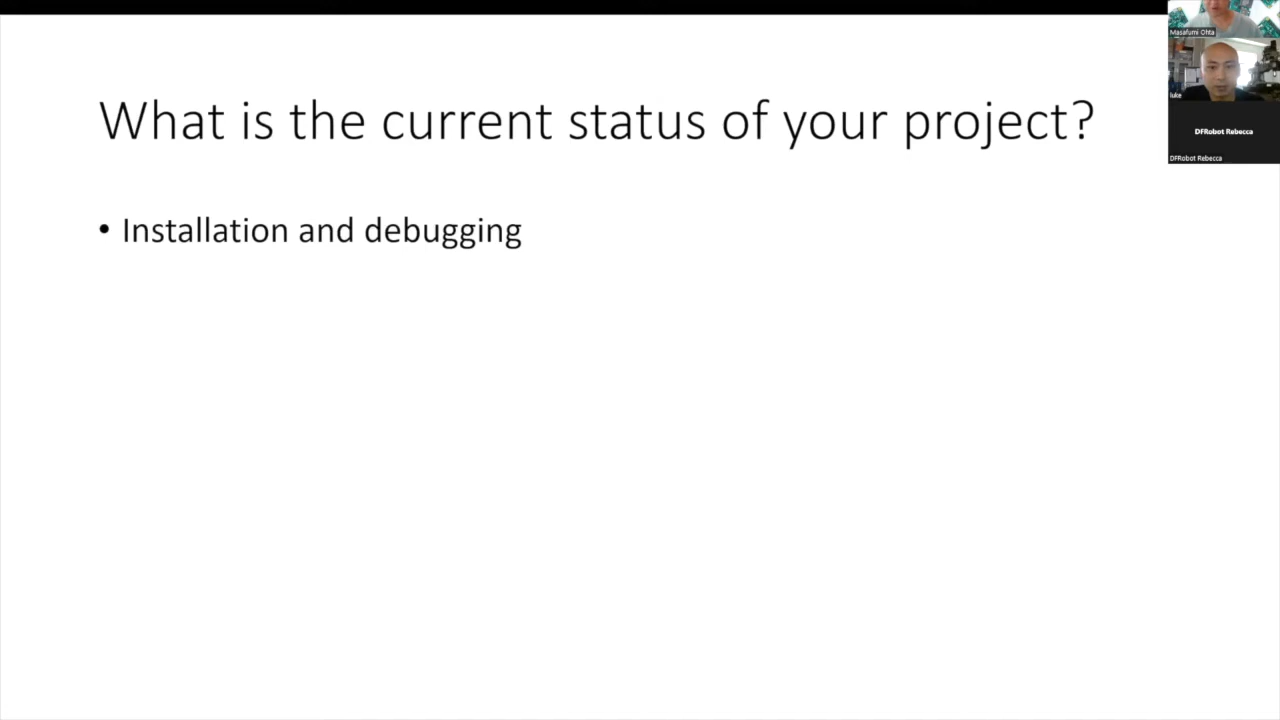 What is the current status of your project?
• Installation and debugging
Masafumi Ohta
luke
DFRobot Rebecca
DFRobot Rebecca